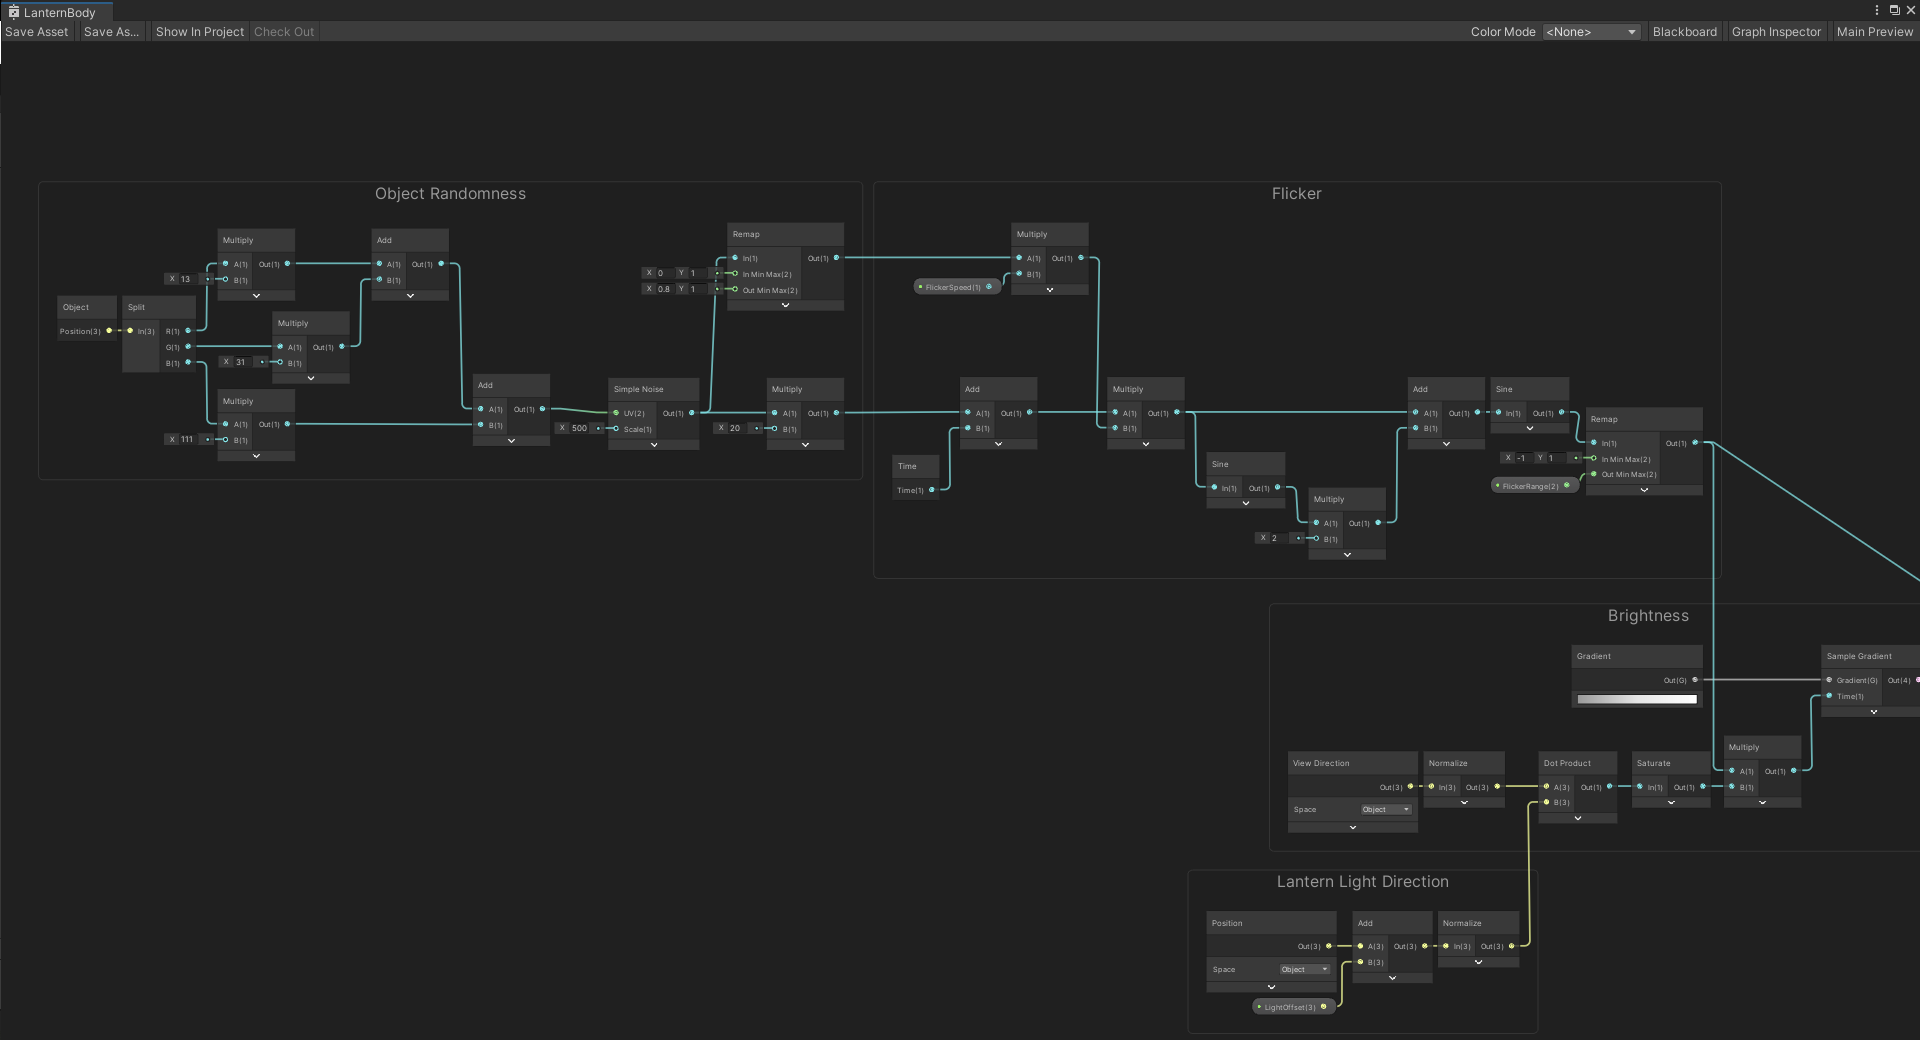 LanternBody
Save Asset Save As... Show In Project Check Out Color Mode <None> Blackboard Graph Inspector Main Preview
Object Randomness
Object
Position(3)
Split
In(3) R(1)
G(1)
B(1)
Multiply
A(1) Out(1)
X 13 B(1)
Multiply
A(1) Out(1)
X 31 B(1)
Multiply
A(1) Out(1)
X 111 B(1)
Add
A(1) Out(1)
B(1)
Add
A(1) Out(1)
B(1)
Simple Noise
UV(2) Out(1)
X 500 Scale(1)
Remap
In(1) Out(1)
X 0 Y 1 In Min Max(2)
X 0.8 Y 1 Out Min Max(2)
Multiply
A(1) Out(1)
X 20 B(1)
Flicker
Multiply
A(1) Out(1)
B(1)
FlickerSpeed(1)
Time
Time(1)
Add
A(1) Out(1)
B(1)
Multiply
A(1) Out(1)
B(1)
Sine
In(1) Out(1)
Multiply
A(1) Out(1)
X 2 B(1)
Add
A(1) Out(1)
B(1)
Sine
In(1) Out(1)
Remap
In(1) Out(1)
X -1 Y 1 In Min Max(2)
Out Min Max(2)
FlickerRange(2)
Brightness
Gradient
Out(G)
Sample Gradient
Gradient(G) Out(4)
Time(1)
View Direction
Out(3)
Space Object
Normalize
In(3) Out(3)
Dot Product
A(3) Out(1)
B(3)
Saturate
In(1) Out(1)
Multiply
A(1) Out(1)
B(1)
Lantern Light Direction
Position
Out(3)
Space Object
LightOffset(3)
Add
A(3) Out(3)
B(3)
Normalize
In(3) Out(3)